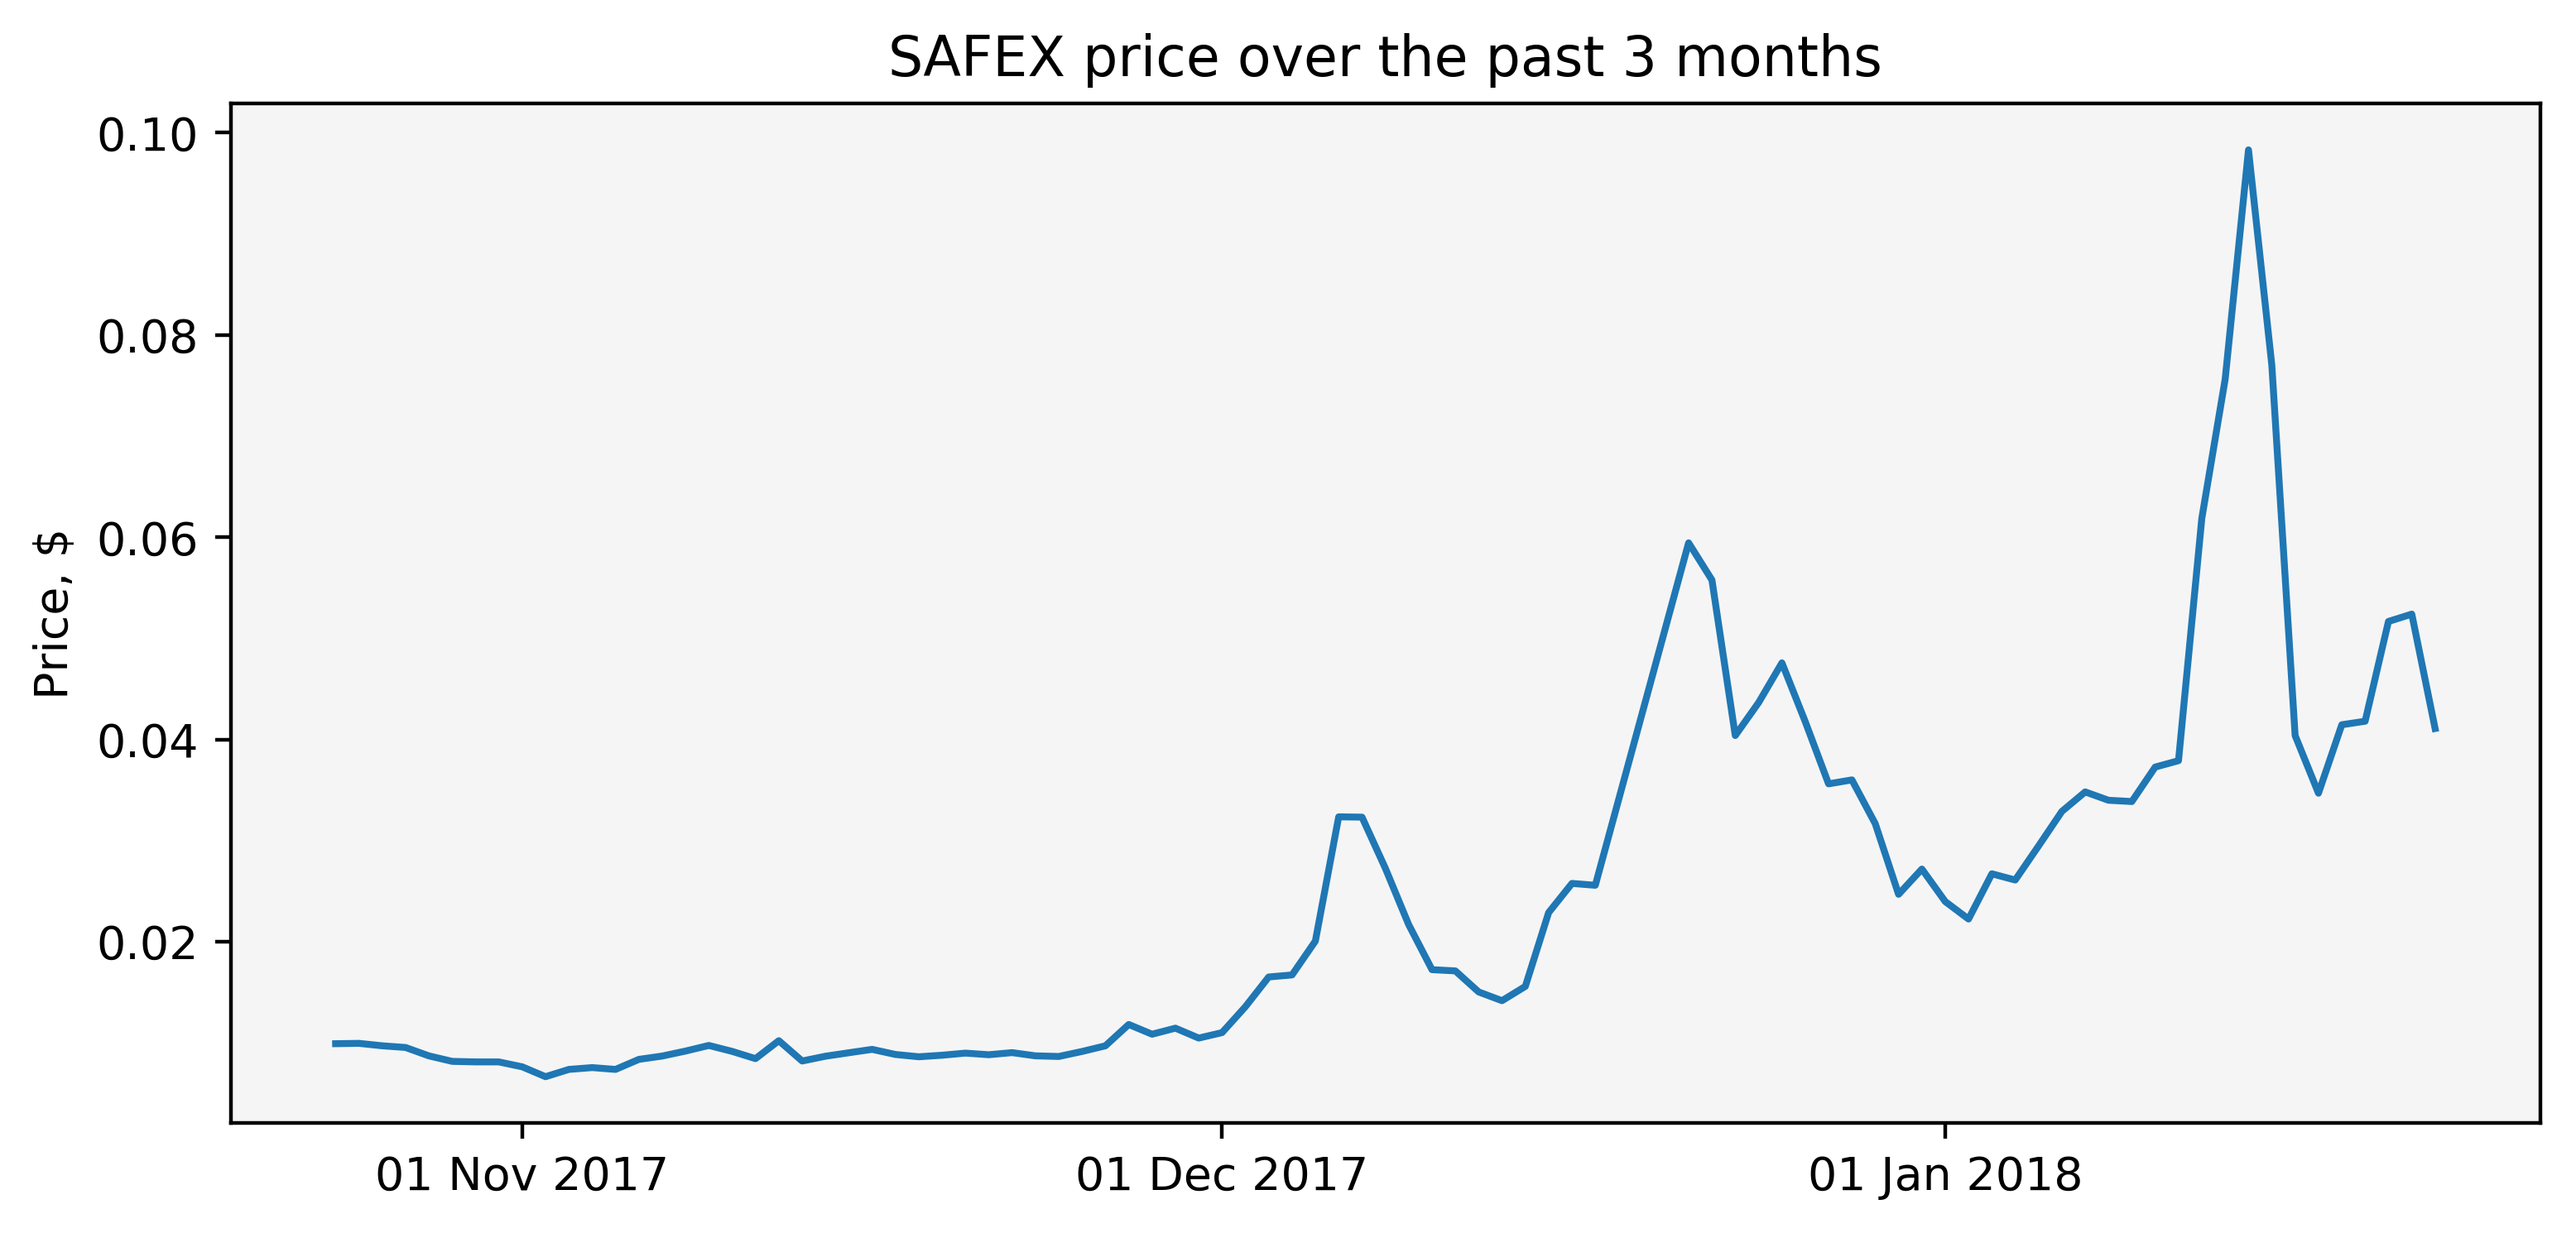 SAFEX price over the past 3 months
0.10
0.08
0.06
0.04
0.02
Price, $
01 Nov 2017
01 Dec 2017
01 Jan 2018